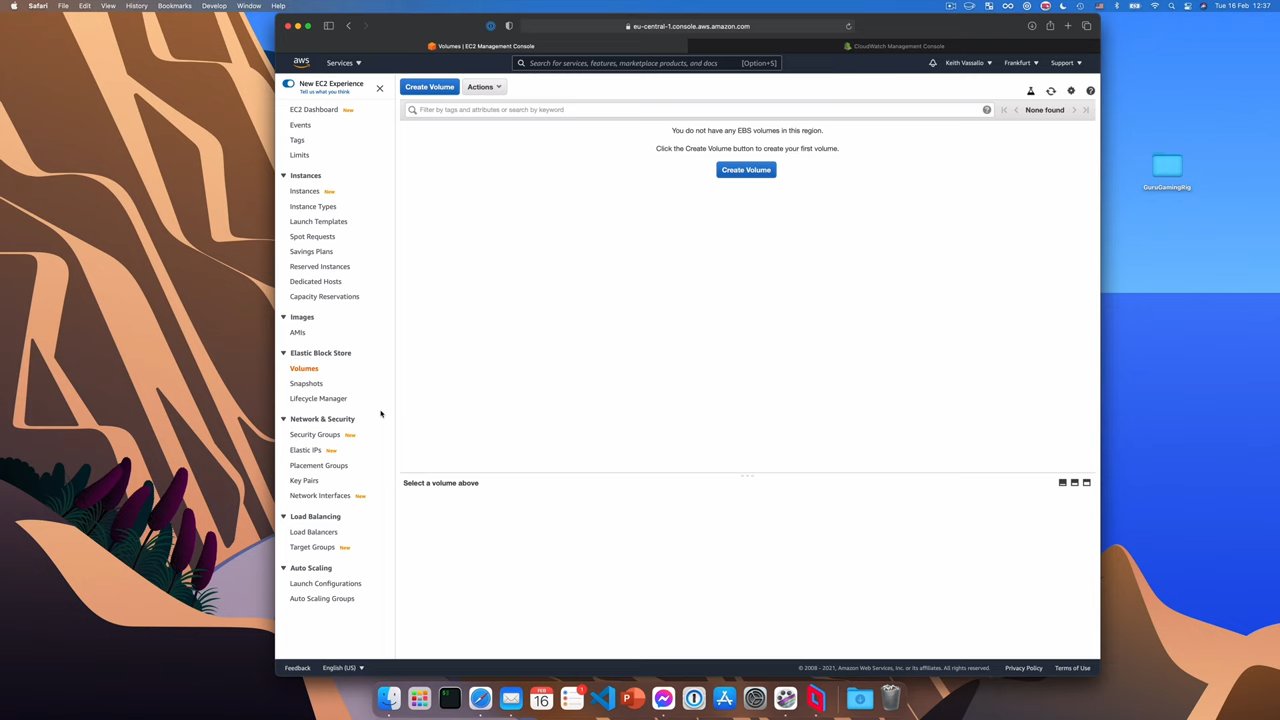 Safari File Edit View History Bookmarks Develop Window Help
Tue 16 Feb 12:37
eu-central-1.console.aws.amazon.com
Volumes | EC2 Management Console
CloudWatch Management Console
aws
Services
Search for services, features, marketplace products, and docs
[Option+S]
Keith Vassallo
Frankfurt
Support
New EC2 Experience
Tell us what you think
EC2 Dashboard New
Events
Tags
Limits
Instances
Instances New
Instance Types
Launch Templates
Spot Requests
Savings Plans
Reserved Instances
Dedicated Hosts
Capacity Reservations
Images
AMIs
Elastic Block Store
Volumes
Snapshots
Lifecycle Manager
Network & Security
Security Groups New
Elastic IPs New
Placement Groups
Key Pairs
Network Interfaces New
Load Balancing
Load Balancers
Target Groups New
Auto Scaling
Launch Configurations
Auto Scaling Groups
Create Volume
Actions
Filter by tags and attributes or search by keyword
None found
You do not have any EBS volumes in this region.
Click the Create Volume button to create your first volume.
Create Volume
Select a volume above
GuruGamingRig
Feedback
English (US)
© 2008 - 2021, Amazon Web Services, Inc. or its affiliates. All rights reserved.
Privacy Policy
Terms of Use
FEB
16
1